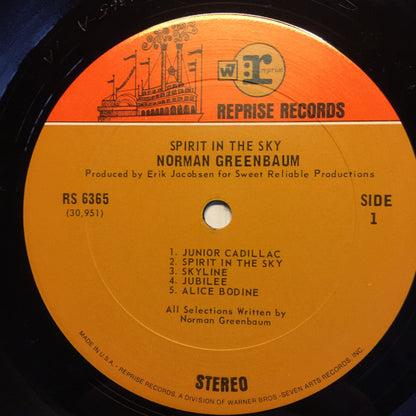 W7 r: reprise
REPRISE RECORDS
SPIRIT IN THE SKY
NORMAN GREENBAUM
Produced by Erik Jacobsen for Sweet Reliable Productions
RS 6365
(30,951)
SIDE
1
1. JUNIOR CADILLAC
2. SPIRIT IN THE SKY
3. SKYLINE
4. JUBILEE
5. ALICE BODINE
All Selections Written by
Norman Greenbaum
STEREO
MADE IN U.S.A. - REPRISE RECORDS, A DIVISION OF WARNER BROS.-SEVEN ARTS RECORDS, INC.